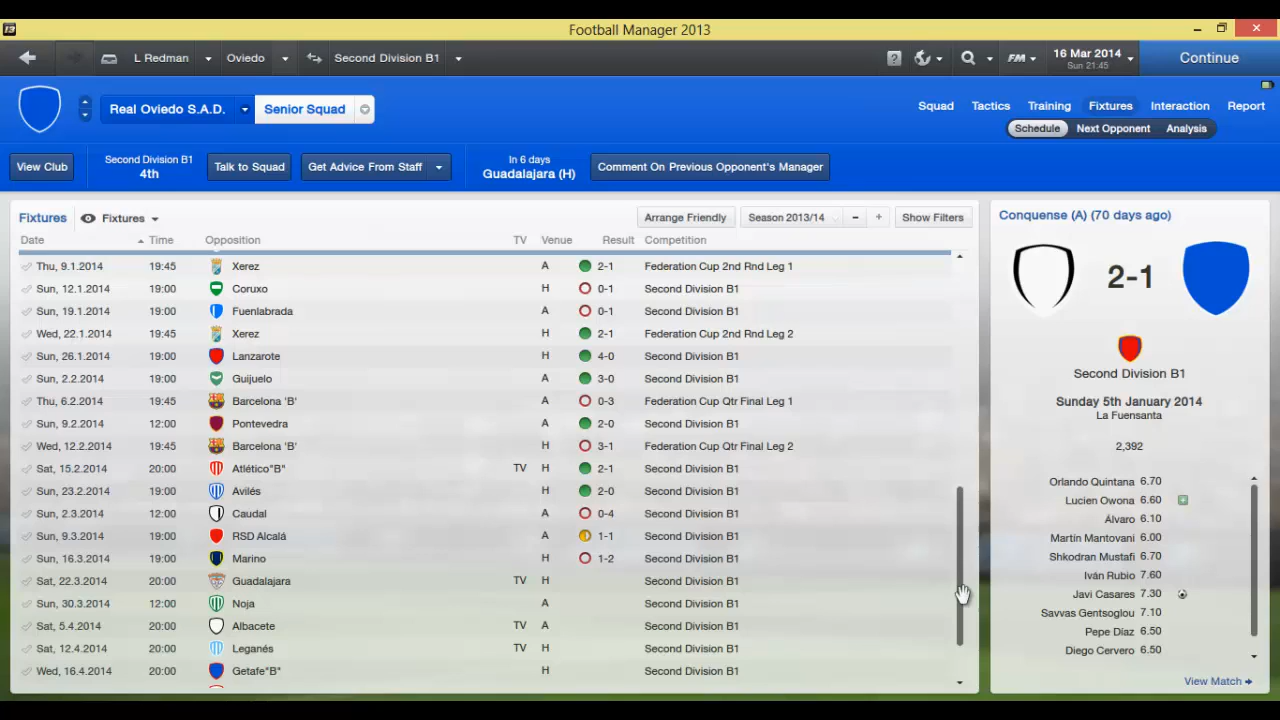 Football Manager 2013
L Redman Oviedo Second Division B1 FM 16 Mar 2014 Sun 21.45 Continue
Real Oviedo S.A.D. Senior Squad
Squad Tactics Training Fixtures Interaction Report
Schedule Next Opponent Analysis
View Club Second Division B1 4th Talk to Squad Get Advice From Staff In 6 days Guadalajara (H) Comment On Previous Opponent's Manager
Fixtures Fixtures Arrange Friendly Season 2013/14 - + Show Filters
Date Time Opposition TV Venue Result Competition
Thu, 9.1.2014 19:45 Xerez A 2-1 Federation Cup 2nd Rnd Leg 1
Sun, 12.1.2014 19:00 Coruxo H 0-1 Second Division B1
Sun, 19.1.2014 19:00 Fuenlabrada A 0-1 Second Division B1
Wed, 22.1.2014 19:45 Xerez H 2-1 Federation Cup 2nd Rnd Leg 2
Sun, 26.1.2014 19:00 Lanzarote H 4-0 Second Division B1
Sun, 2.2.2014 19:00 Guijuelo A 3-0 Second Division B1
Thu, 6.2.2014 19:45 Barcelona 'B' A 0-3 Federation Cup Qtr Final Leg 1
Sun, 9.2.2014 12:00 Pontevedra A 2-0 Second Division B1
Wed, 12.2.2014 19:45 Barcelona 'B' H 3-1 Federation Cup Qtr Final Leg 2
Sat, 15.2.2014 20:00 Atlético"B" TV H 2-1 Second Division B1
Sun, 23.2.2014 19:00 Avilés H 2-0 Second Division B1
Sun, 2.3.2014 12:00 Caudal A 0-4 Second Division B1
Sun, 9.3.2014 19:00 RSD Alcalá A 1-1 Second Division B1
Sun, 16.3.2014 19:00 Marino H 1-2 Second Division B1
Sat, 22.3.2014 20:00 Guadalajara TV H Second Division B1
Sun, 30.3.2014 12:00 Noja A Second Division B1
Sat, 5.4.2014 20:00 Albacete TV A Second Division B1
Sat, 12.4.2014 20:00 Leganés TV H Second Division B1
Wed, 16.4.2014 20:00 Getafe"B" H Second Division B1
Conquense (A) (70 days ago)
2-1
Second Division B1
Sunday 5th January 2014
La Fuensanta
2,392
Orlando Quintana 6.70
Lucien Owona 6.60
Álvaro 6.10
Martín Mantovani 6.00
Shkodran Mustafi 6.70
Iván Rubio 7.60
Javi Casares 7.30
Savvas Gentsoglou 7.10
Pepe Díaz 6.50
Diego Cervero 6.50
View Match